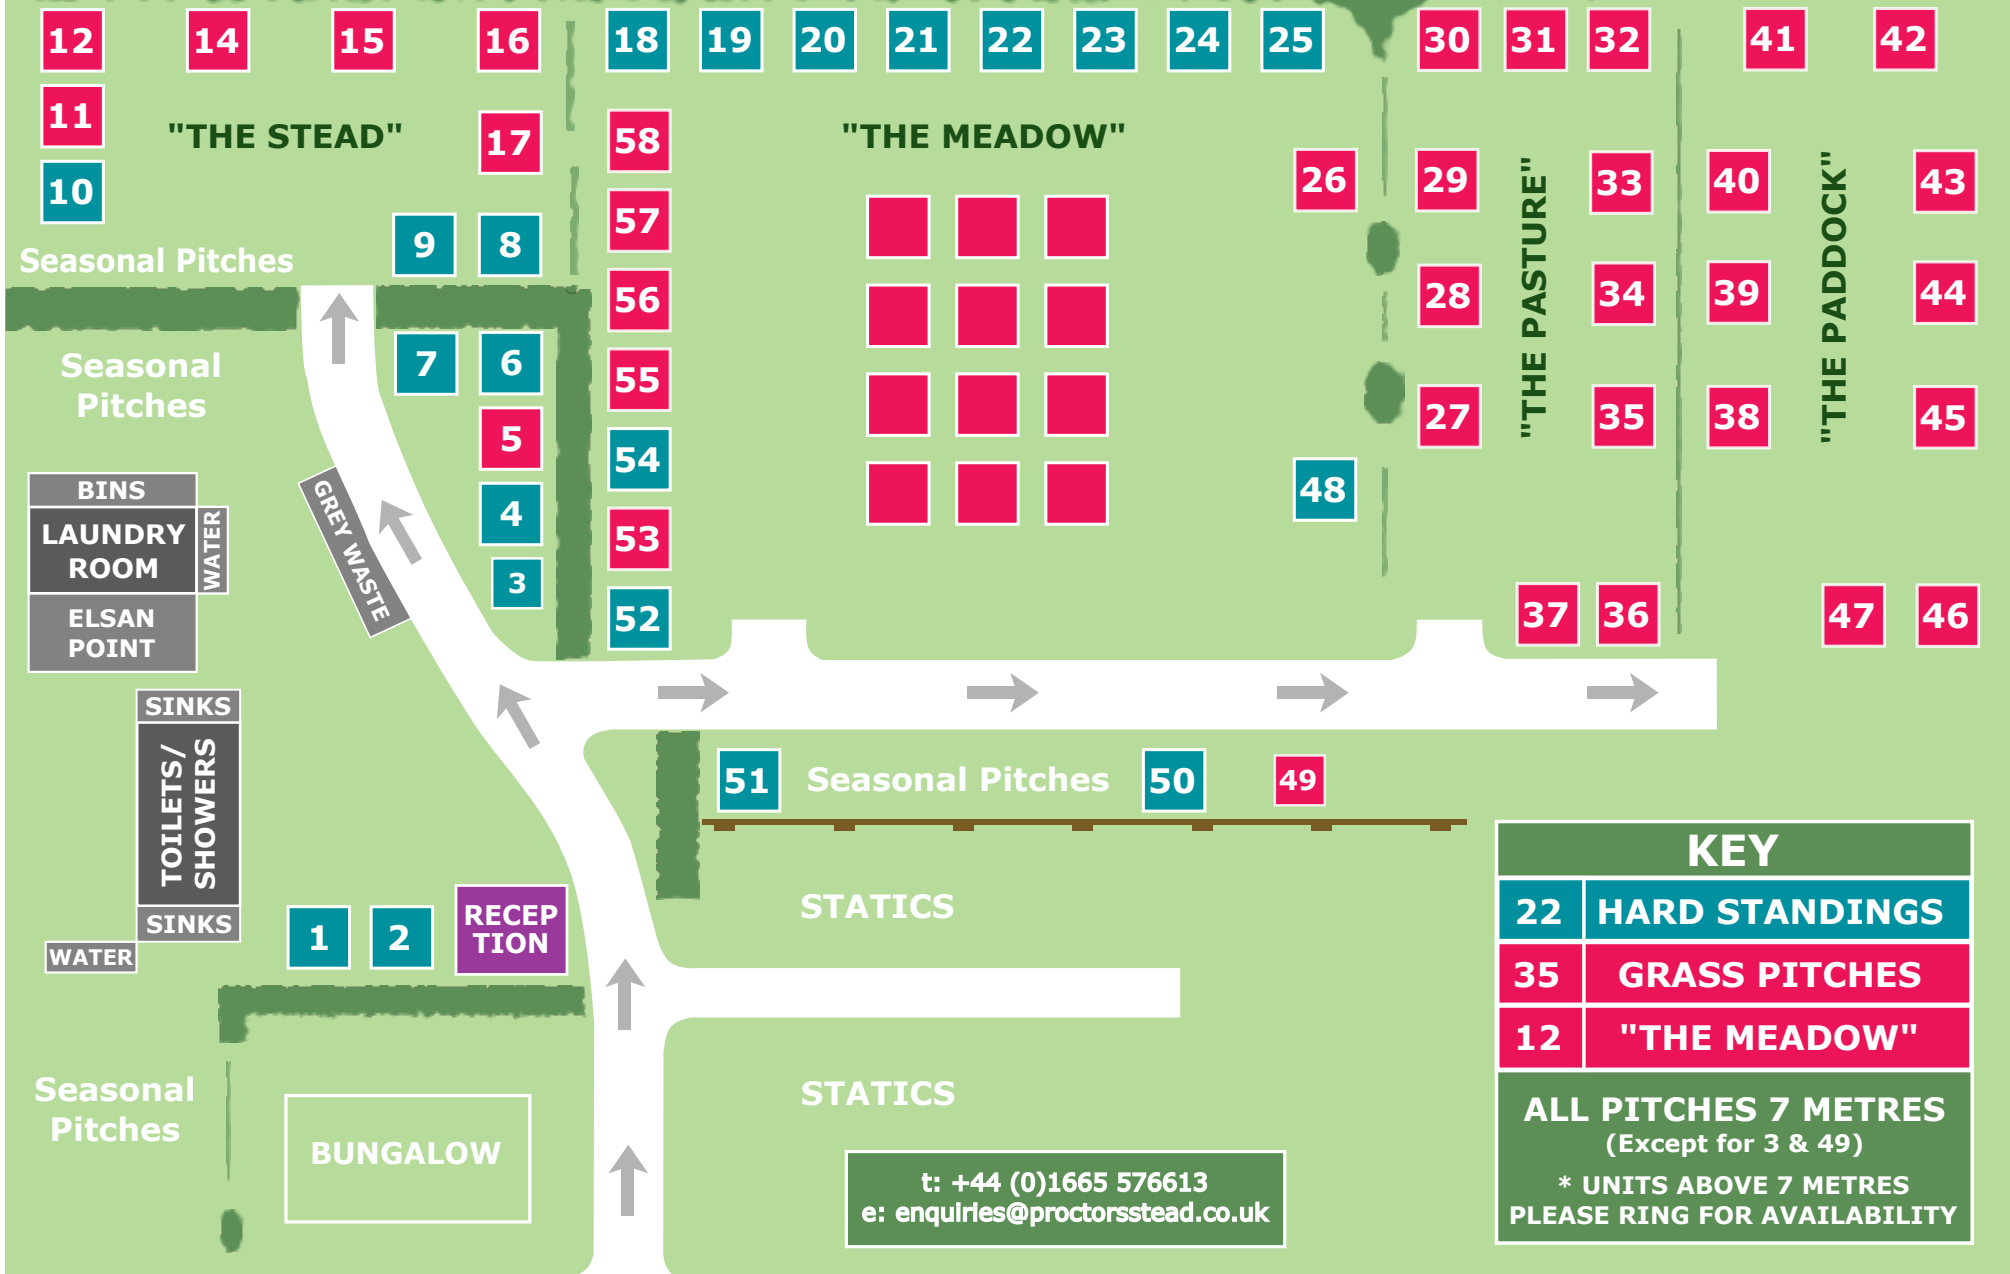 12 14 15 16 18 19 20 21 22 23 24 25 30 31 32 41 42
11
"THE STEAD" 17 58 "THE MEADOW"
10 57 26 29 "THE PASTURE" 33 40 "THE PADDOCK" 43
Seasonal Pitches 9 8
56 28 34 39 44
Seasonal
Pitches
7 6 55
5 27 35 38 45
54 48
BINS
LAUNDRY
ROOM
WATER
GREY WASTE
4 53
3
ELSAN
POINT
52 37 36 47 46
SINKS
TOILETS/
SHOWERS
SINKS
WATER
51 Seasonal Pitches 50 49
STATICS
1 2
RECEP
TION
KEY
22 HARD STANDINGS
35 GRASS PITCHES
12 "THE MEADOW"
ALL PITCHES 7 METRES
(Except for 3 & 49)
* UNITS ABOVE 7 METRES
PLEASE RING FOR AVAILABILITY
Seasonal
Pitches
STATICS
BUNGALOW
t: +44 (0)1665 576613
e: enquiries@proctorsstead.co.uk